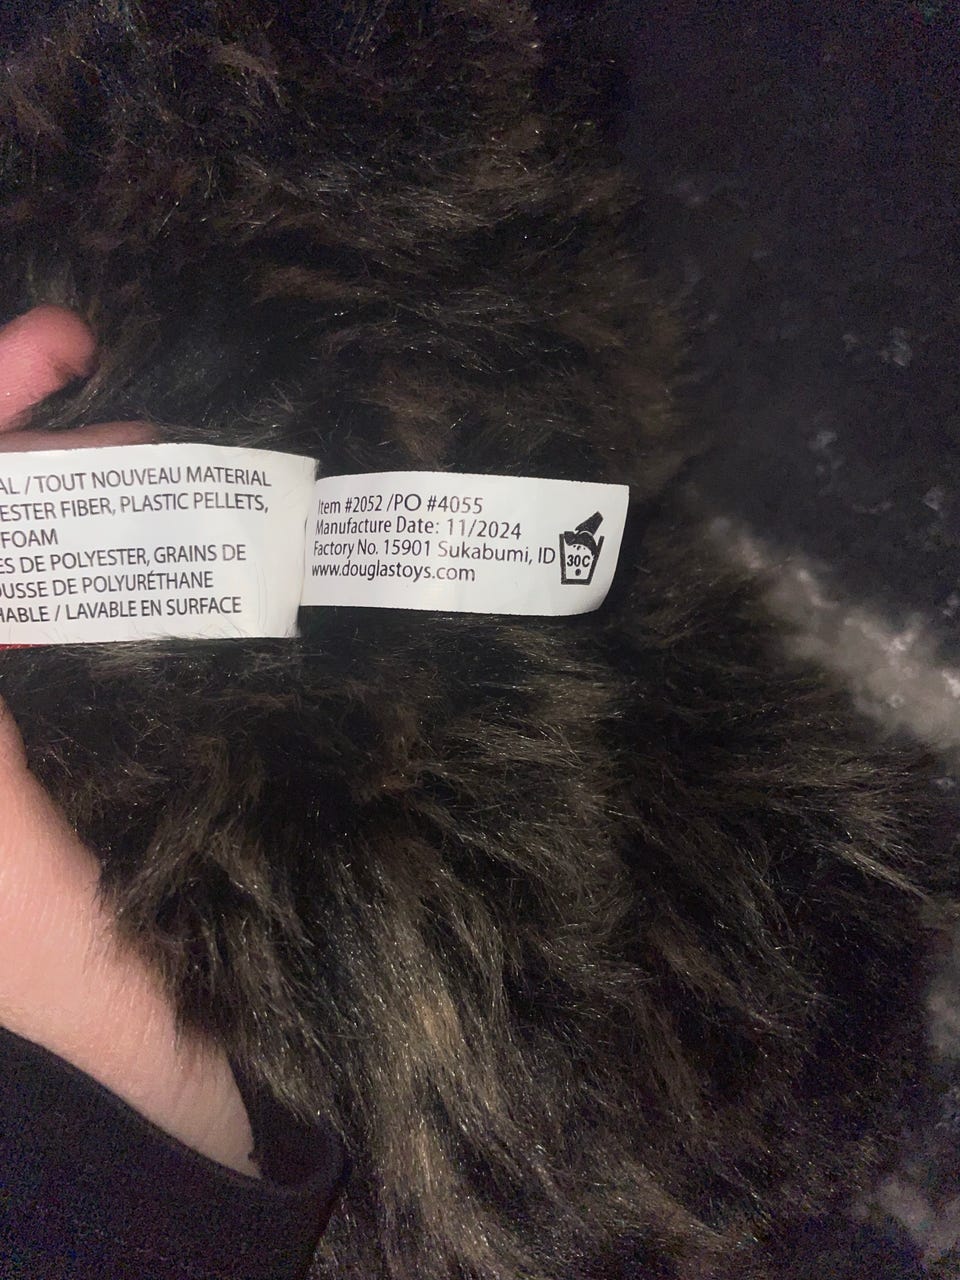 AL / TOUT NOUVEAU MATERIAL
ESTER FIBER, PLASTIC PELLETS,
FOAM
ES DE POLYESTER, GRAINS DE
OUSSE DE POLYURÉTHANE
HABLE / LAVABLE EN SURFACE
Item #2052 /PO #4055
Manufacture Date: 11/2024
Factory No. 15901 Sukabumi, ID
www.douglastoys.com
30C